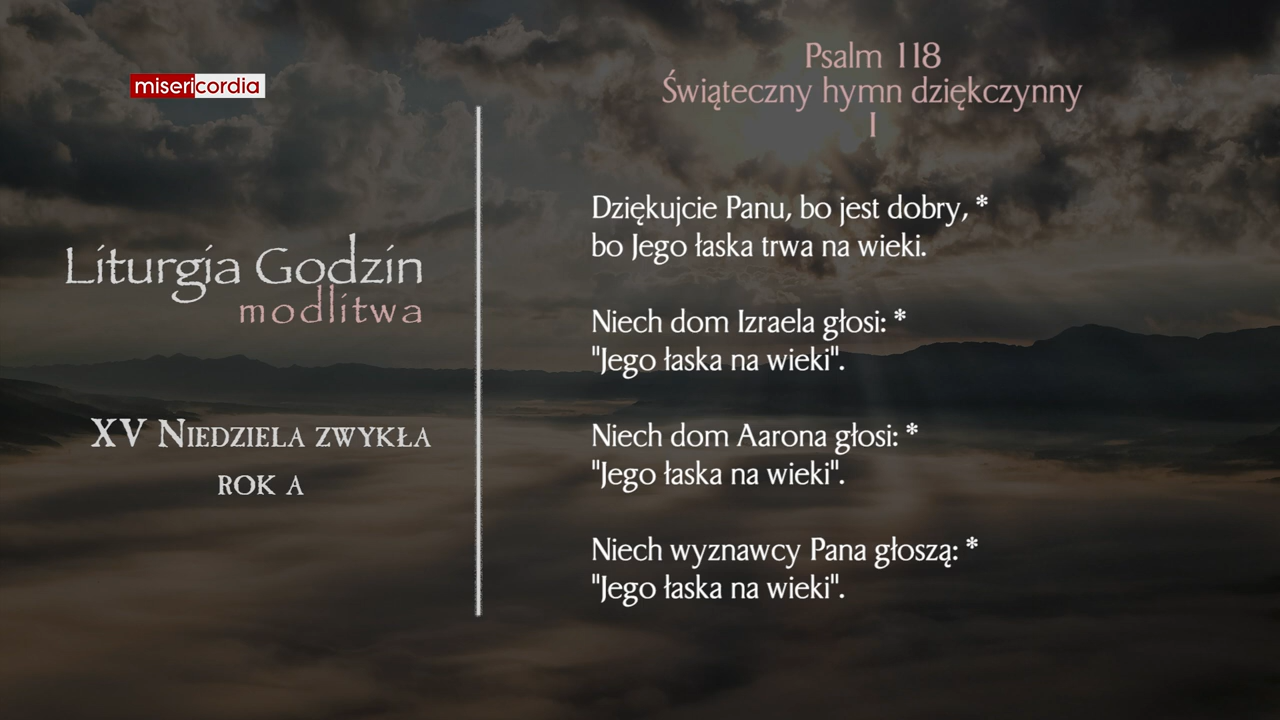 misericordia
Liturgia Godzin
modlitwa
XV Niedziela zwykła
rok A
Psalm 118
Świąteczny hymn dziękczynny
I
Dziękujcie Panu, bo jest dobry, *
bo Jego łaska trwa na wieki.
Niech dom Izraela głosi: *
"Jego łaska na wieki".
Niech dom Aarona głosi: *
"Jego łaska na wieki".
Niech wyznawcy Pana głoszą: *
"Jego łaska na wieki".